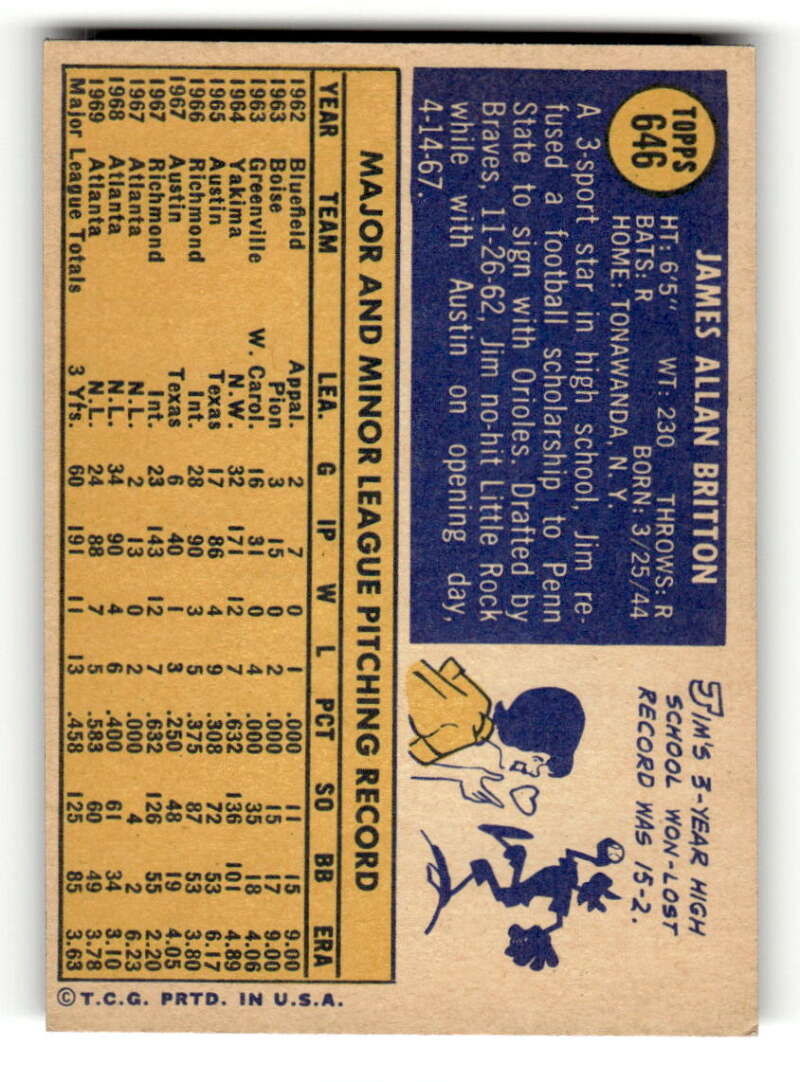 TOPPS
646
JAMES ALLAN BRITTON
HT: 6'5" WT: 230 THROWS: R
BATS: R BORN: 3/25/44
HOME: TONAWANDA, N. Y.
A 3-sport star in high school, Jim re-
fused a football scholarship to Penn
State to sign with Orioles. Drafted by
Braves, 11-26-62, Jim no-hit Little Rock
while with Austin on opening day,
4-14-67.
JIM'S 3-YEAR HIGH
SCHOOL WON-LOST
RECORD WAS 15-2.
MAJOR AND MINOR LEAGUE PITCHING RECORD
YEAR TEAM LEA. G IP W L PCT SO BB ERA
1962 Bluefield Appal. 2 7 0 1 .000 11 15 9.00
1963 Boise Pion 3 15 0 2 .000 15 17 9.00
1963 Greenville W. Carol. 16 31 0 4 .000 35 18 4.06
1964 Yakima N.W. 32 171 12 7 .632 136 101 4.89
1965 Austin Texas 17 86 4 9 .308 72 53 6.17
1966 Richmond Int. 28 90 3 5 .375 87 53 3.80
1967 Austin Texas 6 40 1 3 .250 48 19 4.05
1967 Richmond Int. 23 143 12 7 .632 126 55 2.20
1967 Atlanta N.L. 2 13 0 2 .000 4 2 6.23
1968 Atlanta N.L. 34 90 4 6 .400 61 34 3.10
1969 Atlanta N.L. 24 88 7 5 .583 60 49 3.78
Major League Totals 3 Yrs. 60 191 11 13 .458 125 85 3.63
© T.C.G. PRTD. IN U.S.A.